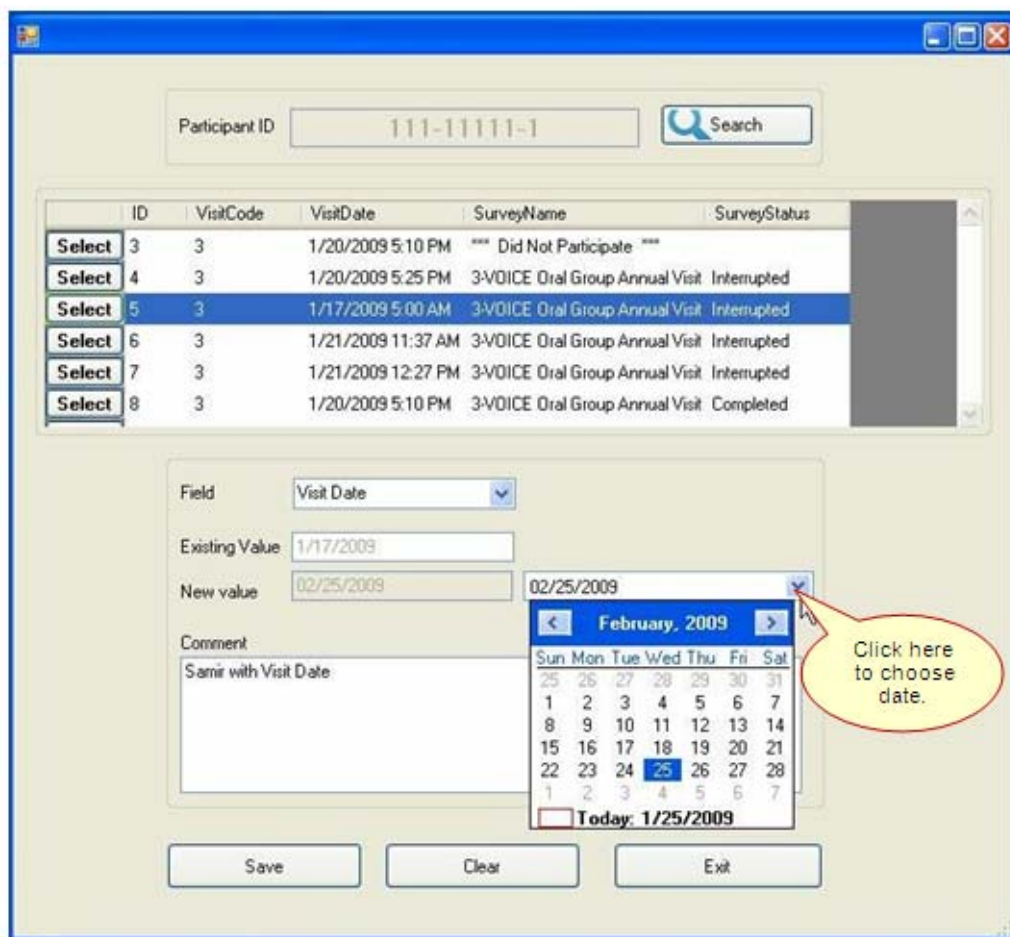 Participant ID 111-11111-1 Search
ID VisitCode VisitDate SurveyName SurveyStatus
Select 3 3 1/20/2009 5:10 PM *** Did Not Participate ***
Select 4 3 1/20/2009 5:25 PM 3-VOICE Oral Group Annual Visit Interrupted
Select 5 3 1/17/2009 5:00 AM 3-VOICE Oral Group Annual Visit Interrupted
Select 6 3 1/21/2009 11:37 AM 3-VOICE Oral Group Annual Visit Interrupted
Select 7 3 1/21/2009 12:27 PM 3-VOICE Oral Group Annual Visit Interrupted
Select 8 3 1/20/2009 5:10 PM 3-VOICE Oral Group Annual Visit Completed
Field Visit Date
Existing Value 1/17/2009
New value 02/25/2009 02/25/2009
February, 2009
Sun Mon Tue Wed Thu Fri Sat
25 26 27 28 29 30 31
1 2 3 4 5 6 7
8 9 10 11 12 13 14
15 16 17 18 19 20 21
22 23 24 25 26 27 28
1 2 3 4 5 6 7
Today: 1/25/2009
Click here
to choose
date.
Comment
Samir with Visit Date
Save Clear Exit